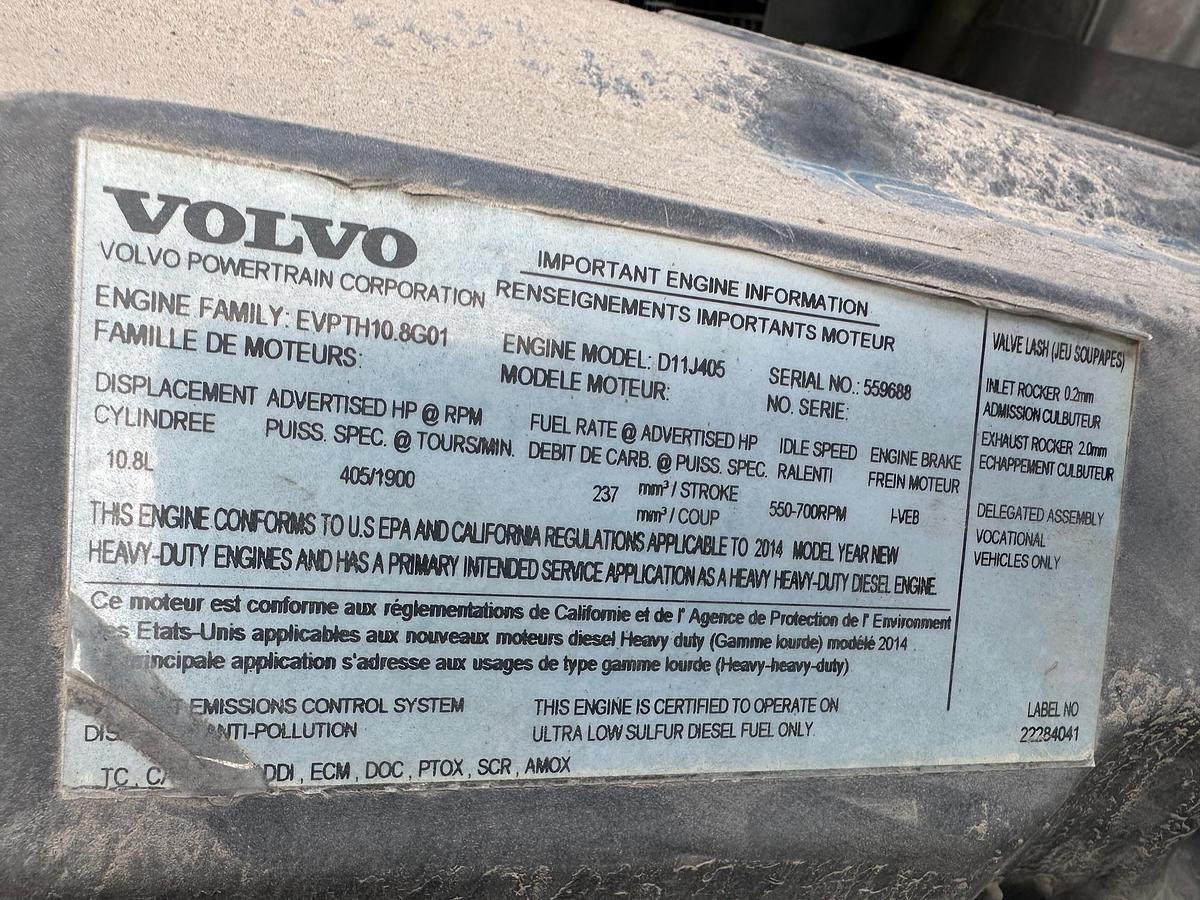 VOLVO
VOLVO POWERTRAIN CORPORATION
IMPORTANT ENGINE INFORMATION
RENSEIGNEMENTS IMPORTANTS MOTEUR
ENGINE FAMILY: EVPTH10.8G01
FAMILLE DE MOTEURS:
ENGINE MODEL: D11J405
MODELE MOTEUR:
SERIAL NO.: 559688
NO. SERIE:
DISPLACEMENT
CYLINDREE
10.8L
ADVERTISED HP @ RPM
PUISS. SPEC. @ TOURS/MIN.
405/1900
FUEL RATE @ ADVERTISED HP
DEBIT DE CARB. @ PUISS. SPEC.
237 mm³ / STROKE
mm³ / COUP
IDLE SPEED
RALENTI
550-700RPM
ENGINE BRAKE
FREIN MOTEUR
I-VEB
THIS ENGINE CONFORMS TO U.S EPA AND CALIFORNIA REGULATIONS APPLICABLE TO 2014 MODEL YEAR NEW
HEAVY-DUTY ENGINES AND HAS A PRIMARY INTENDED SERVICE APPLICATION AS A HEAVY HEAVY-DUTY DIESEL ENGINE.
Ce moteur est conforme aux réglementations de Californie et de l' Agence de Protection de l' Environment
Etats-Unis applicables aux nouveaux moteurs diesel Heavy duty (Gamme lourde) modélé 2014
application s'adresse aux usages de type gamme lourde (Heavy-heavy-duty)
EMISSIONS CONTROL SYSTEM
ANTI-POLLUTION
TC , DDI , ECM , DOC , PTOX , SCR , AMOX
THIS ENGINE IS CERTIFIED TO OPERATE ON
ULTRA LOW SULFUR DIESEL FUEL ONLY.
VALVE LASH (JEU SOUPAPES)
INLET ROCKER 0.2mm
ADMISSION CULBUTEUR
EXHAUST ROCKER 2.0mm
ECHAPPEMENT CULBUTEUR
DELEGATED ASSEMBLY
VOCATIONAL
VEHICLES ONLY
LABEL NO
22284041